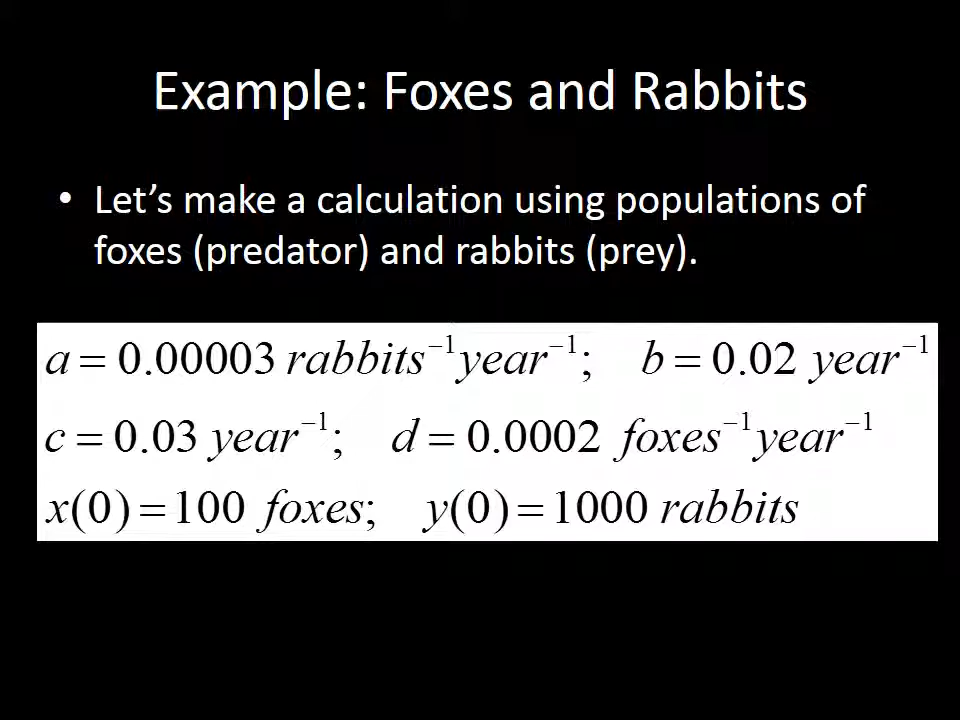 Example: Foxes and Rabbits
• Let’s make a calculation using populations of
foxes (predator) and rabbits (prey).
a = 0.00003 rabbits⁻¹year⁻¹; b = 0.02 year⁻¹
c = 0.03 year⁻¹; d = 0.0002 foxes⁻¹year⁻¹
x(0) = 100 foxes; y(0) = 1000 rabbits